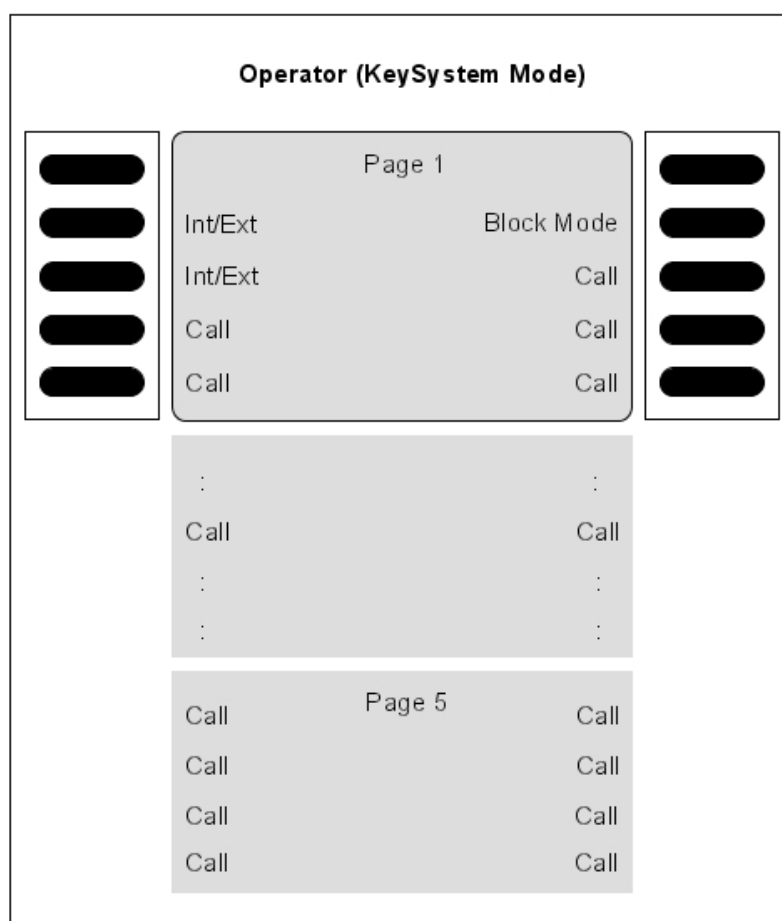 Operator (KeySystem Mode)
Page 1
Int/Ext Block Mode
Int/Ext Call
Call Call
Call Call
: :
Call Call
: :
: :
Page 5
Call Call
Call Call
Call Call
Call Call